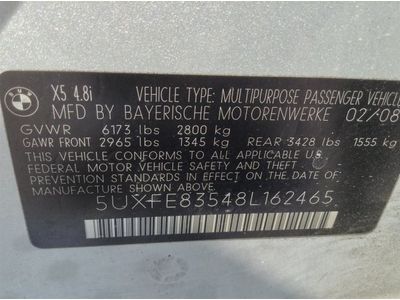 BMW
X5 4.8i VEHICLE TYPE: MULTIPURPOSE PASSENGER VEHICLE
MFD BY BAYERISCHE MOTORENWERKE 02/08
GVWR 6173 lbs 2800 kg
GAWR FRONT 2965 lbs 1345 kg REAR 3428 lbs 1555 kg
THIS VEHICLE CONFORMS TO ALL APPLICABLE
U.S. FEDERAL MOTOR VEHICLE SAFETY AND
THEFT PREVENTION STANDARDS IN EFFECT ON
THE DATE OF MANUFACTURE SHOWN ABOVE.
5UXFE83548L162465